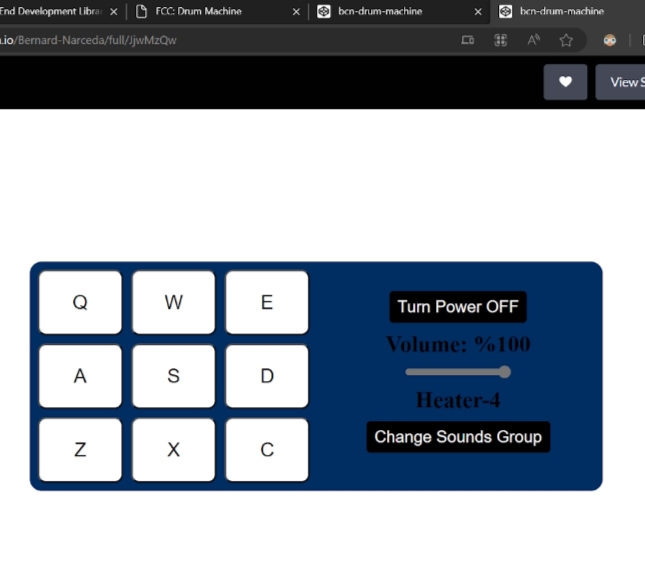 End Development Libra
FCC: Drum Machine
bcn-drum-machine
bcn-drum-machine
.io/Bernard-Narceda/full/JjwMzQw
View S
Q W E
A S D
Z X C
Turn Power OFF
Volume: %100
Heater-4
Change Sounds Group